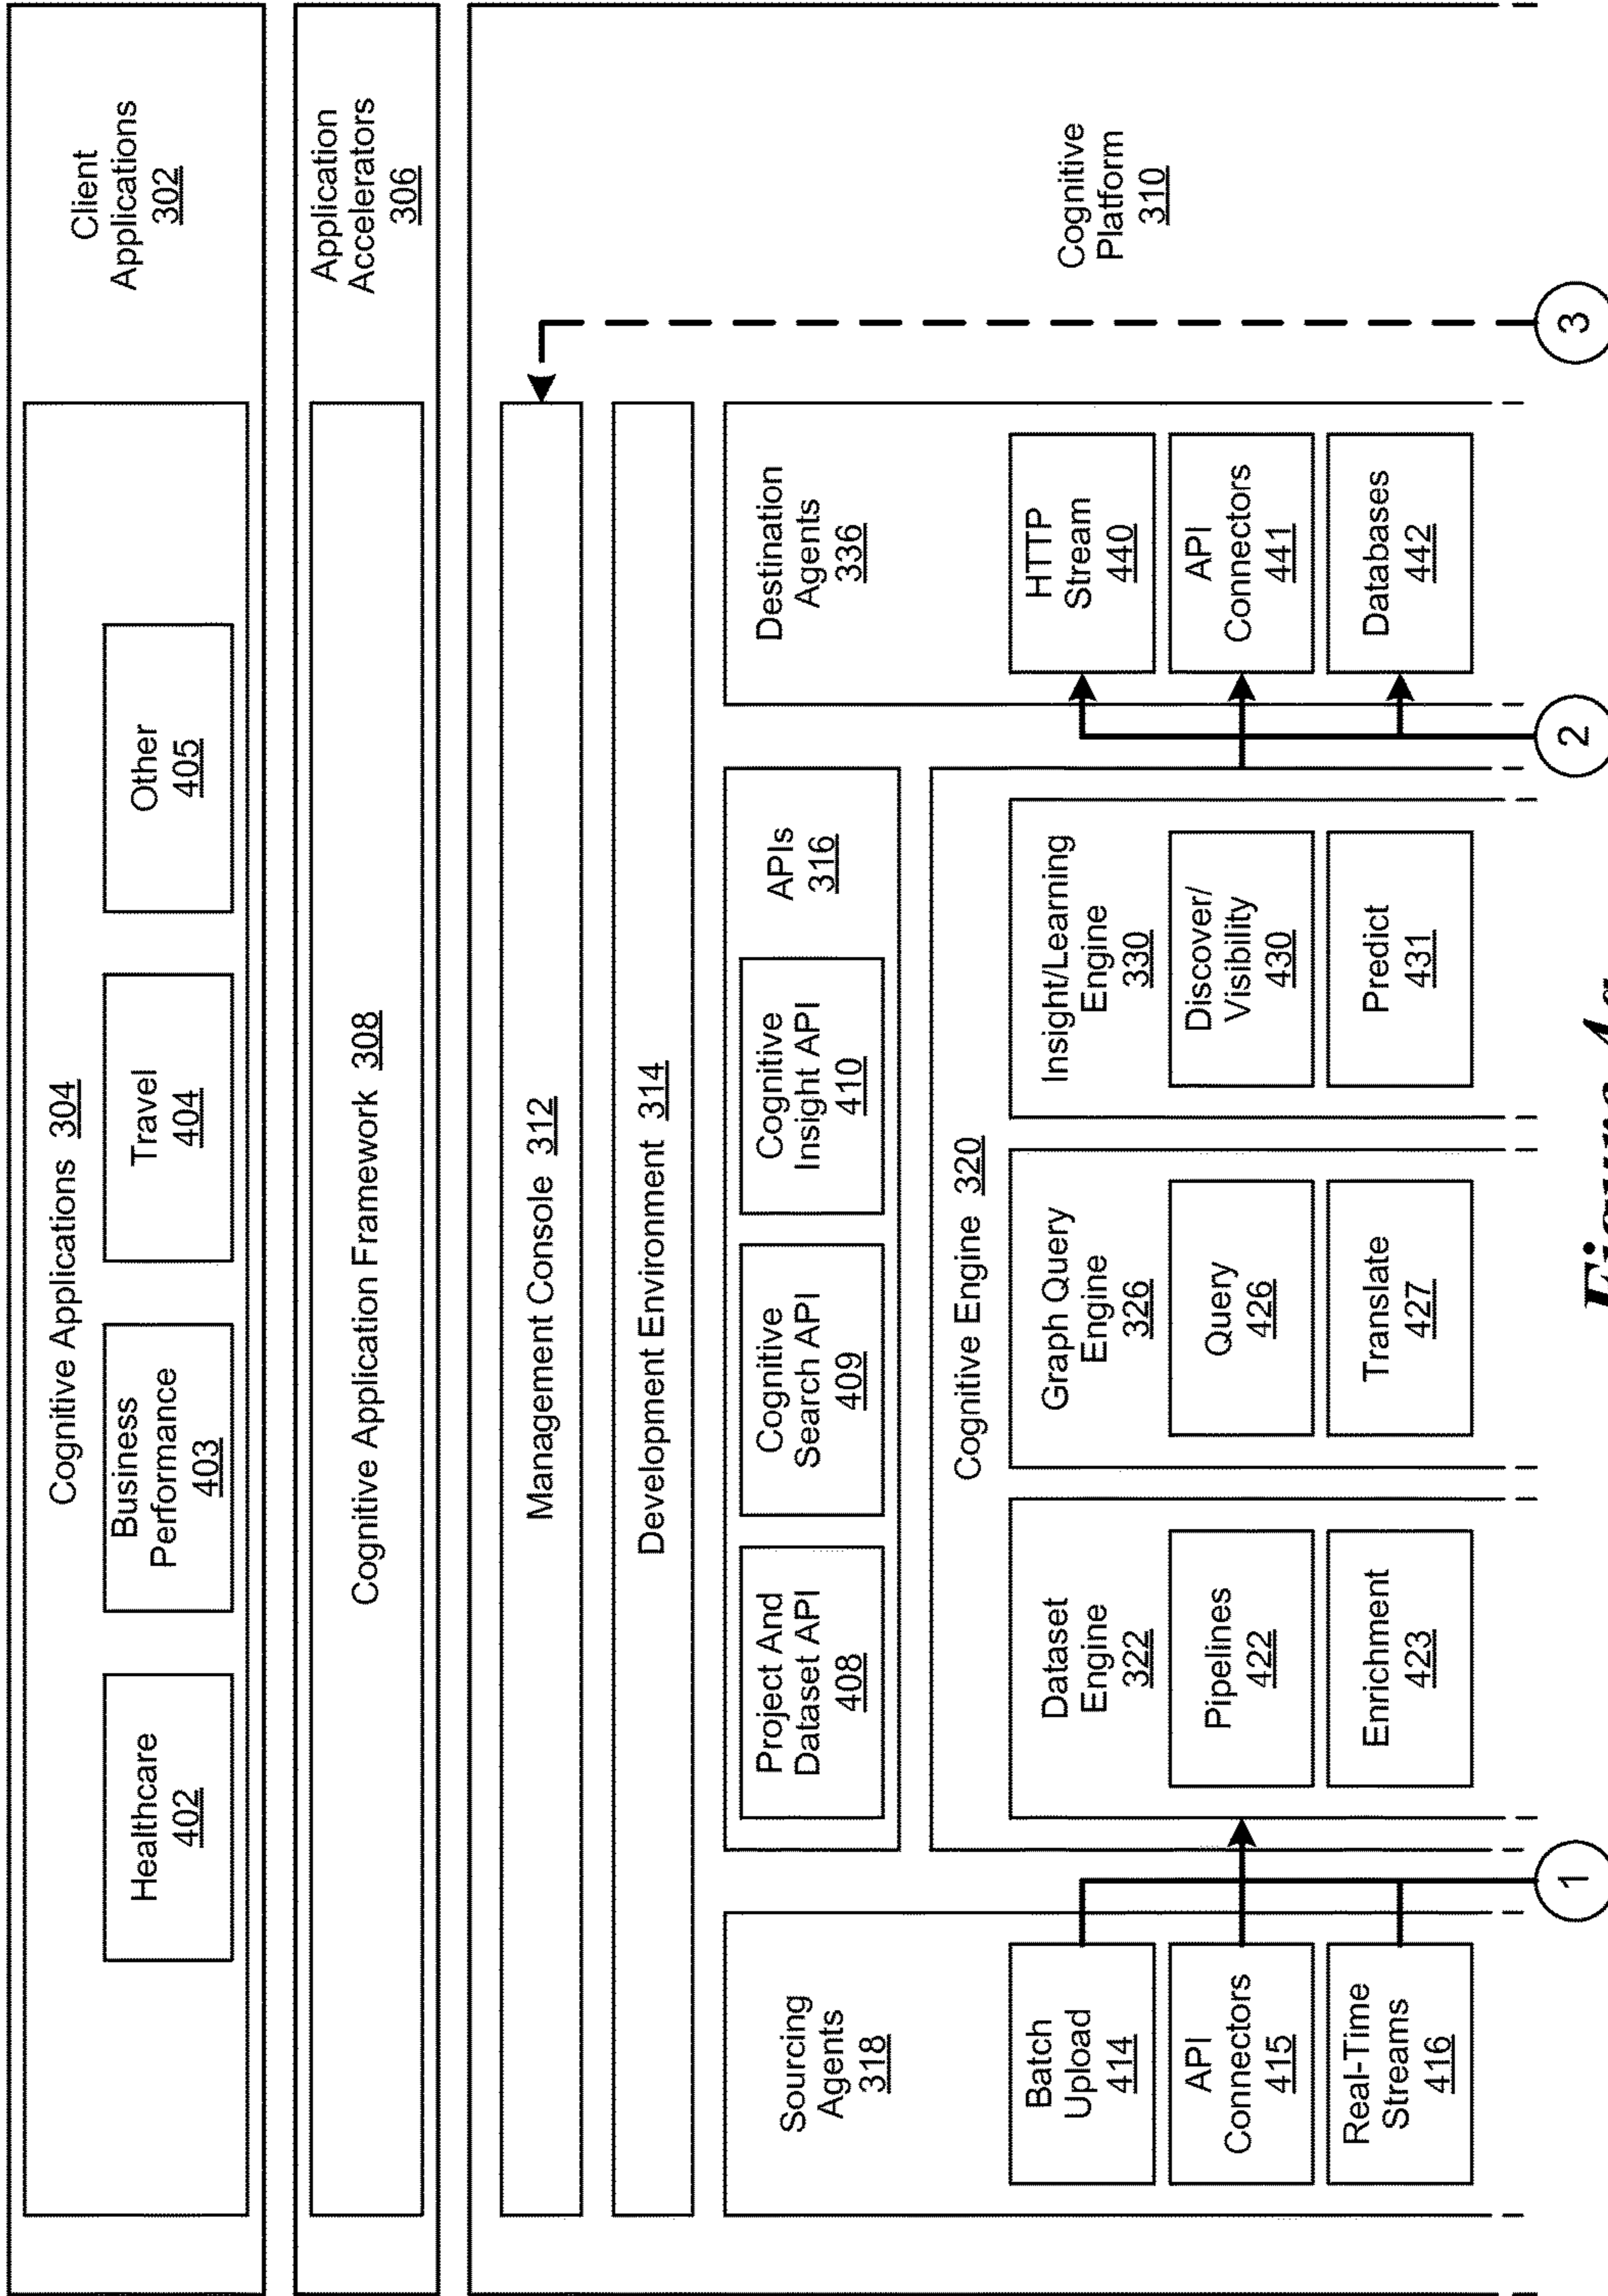 Cognitive Applications 304
Healthcare
402
Business
Performance
403
Travel
404
Other
405
Client
Applications
302
Cognitive Application Framework 308
Application
Accelerators
306
Management Console 312
Development Environment 314
Cognitive
Platform
310
Sourcing
Agents
318
Batch
Upload
414
API
Connectors
415
Real-Time
Streams
416
Project And
Dataset API
408
Cognitive
Search API
409
Cognitive
Insight API
410
APIs
316
Cognitive Engine 320
Dataset
Engine
322
Pipelines
422
Enrichment
423
Graph Query
Engine
326
Query
426
Translate
427
Insight/Learning
Engine
330
Discover/
Visibility
430
Predict
431
Destination
Agents
336
HTTP
Stream
440
API
Connectors
441
Databases
442
1
2
3
Figure 4a